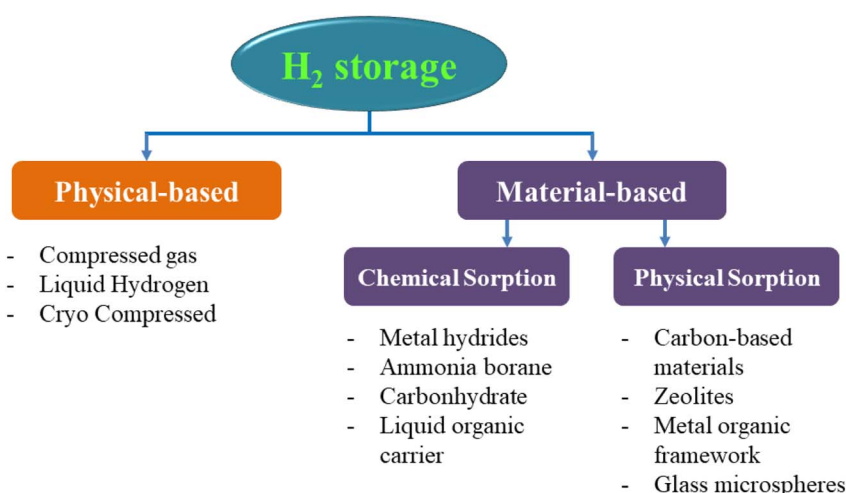 H₂ storage
Physical-based
Material-based
- Compressed gas
- Liquid Hydrogen
- Cryo Compressed
Chemical Sorption
Physical Sorption
- Metal hydrides
- Ammonia borane
- Carbonhydrate
- Liquid organic
carrier
- Carbon-based
materials
- Zeolites
- Metal organic
framework
- Glass microspheres